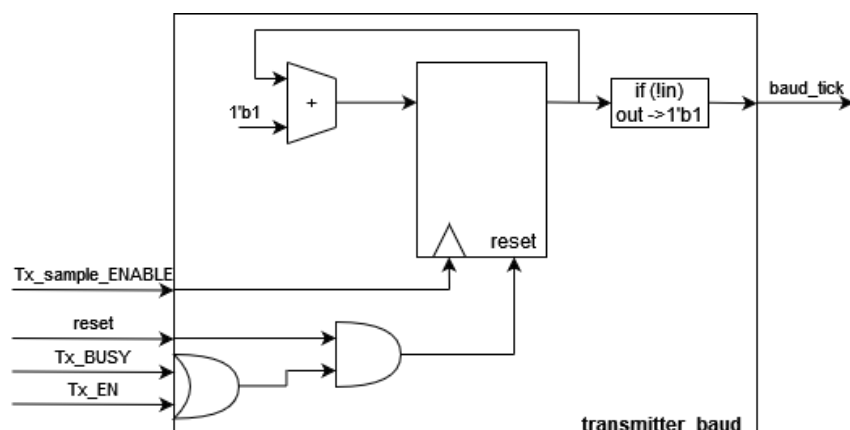 if (!in)
out ->1'b1
baud_tick
+
1'b1
reset
Tx_sample_ENABLE
reset
Tx_BUSY
Tx_EN
transmitter_baud